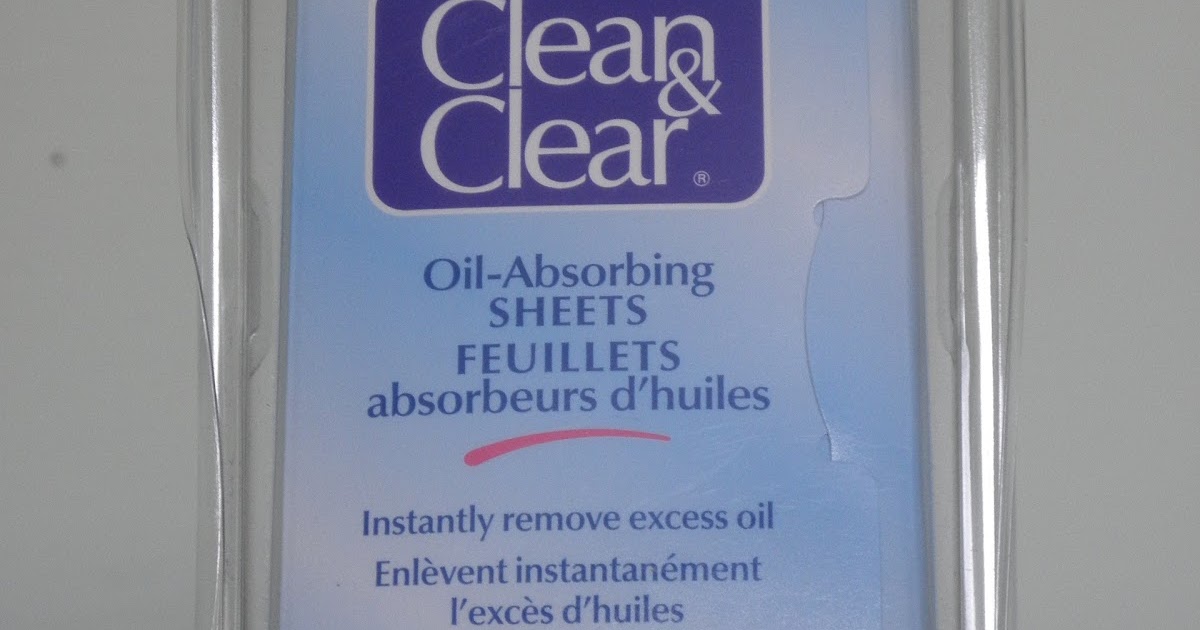 Clean &
Clear®
Oil-Absorbing
SHEETS
FEUILLETS
absorbeurs d'huiles
Instantly remove excess oil
Enlèvent instantanément
l'excès d'huiles